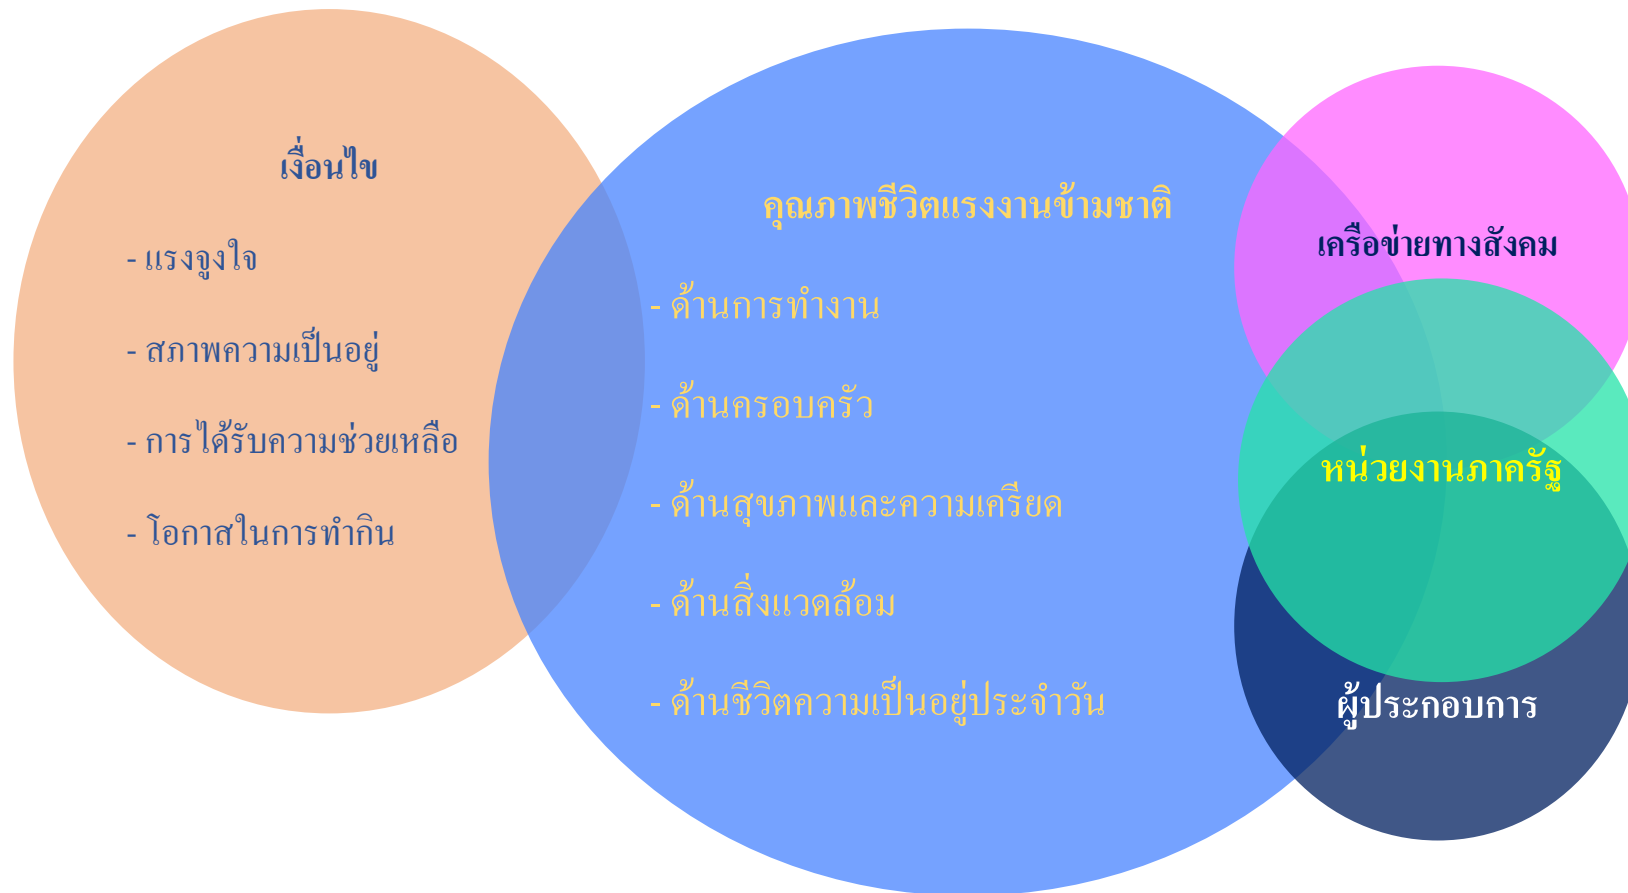 เงื่อนไข
- แรงจูงใจ
- สภาพความเป็นอยู่
- การได้รับความช่วยเหลือ
- โอกาสในการทำกิน
คุณภาพชีวิตแรงงานข้ามชาติ
- ด้านการทำงาน
- ด้านครอบครัว
- ด้านสุขภาพและความเครียด
- ด้านสิ่งแวดล้อม
- ด้านชีวิตความเป็นอยู่ประจำวัน
เครือข่ายทางสังคม
หน่วยงานภาครัฐ
ผู้ประกอบการ